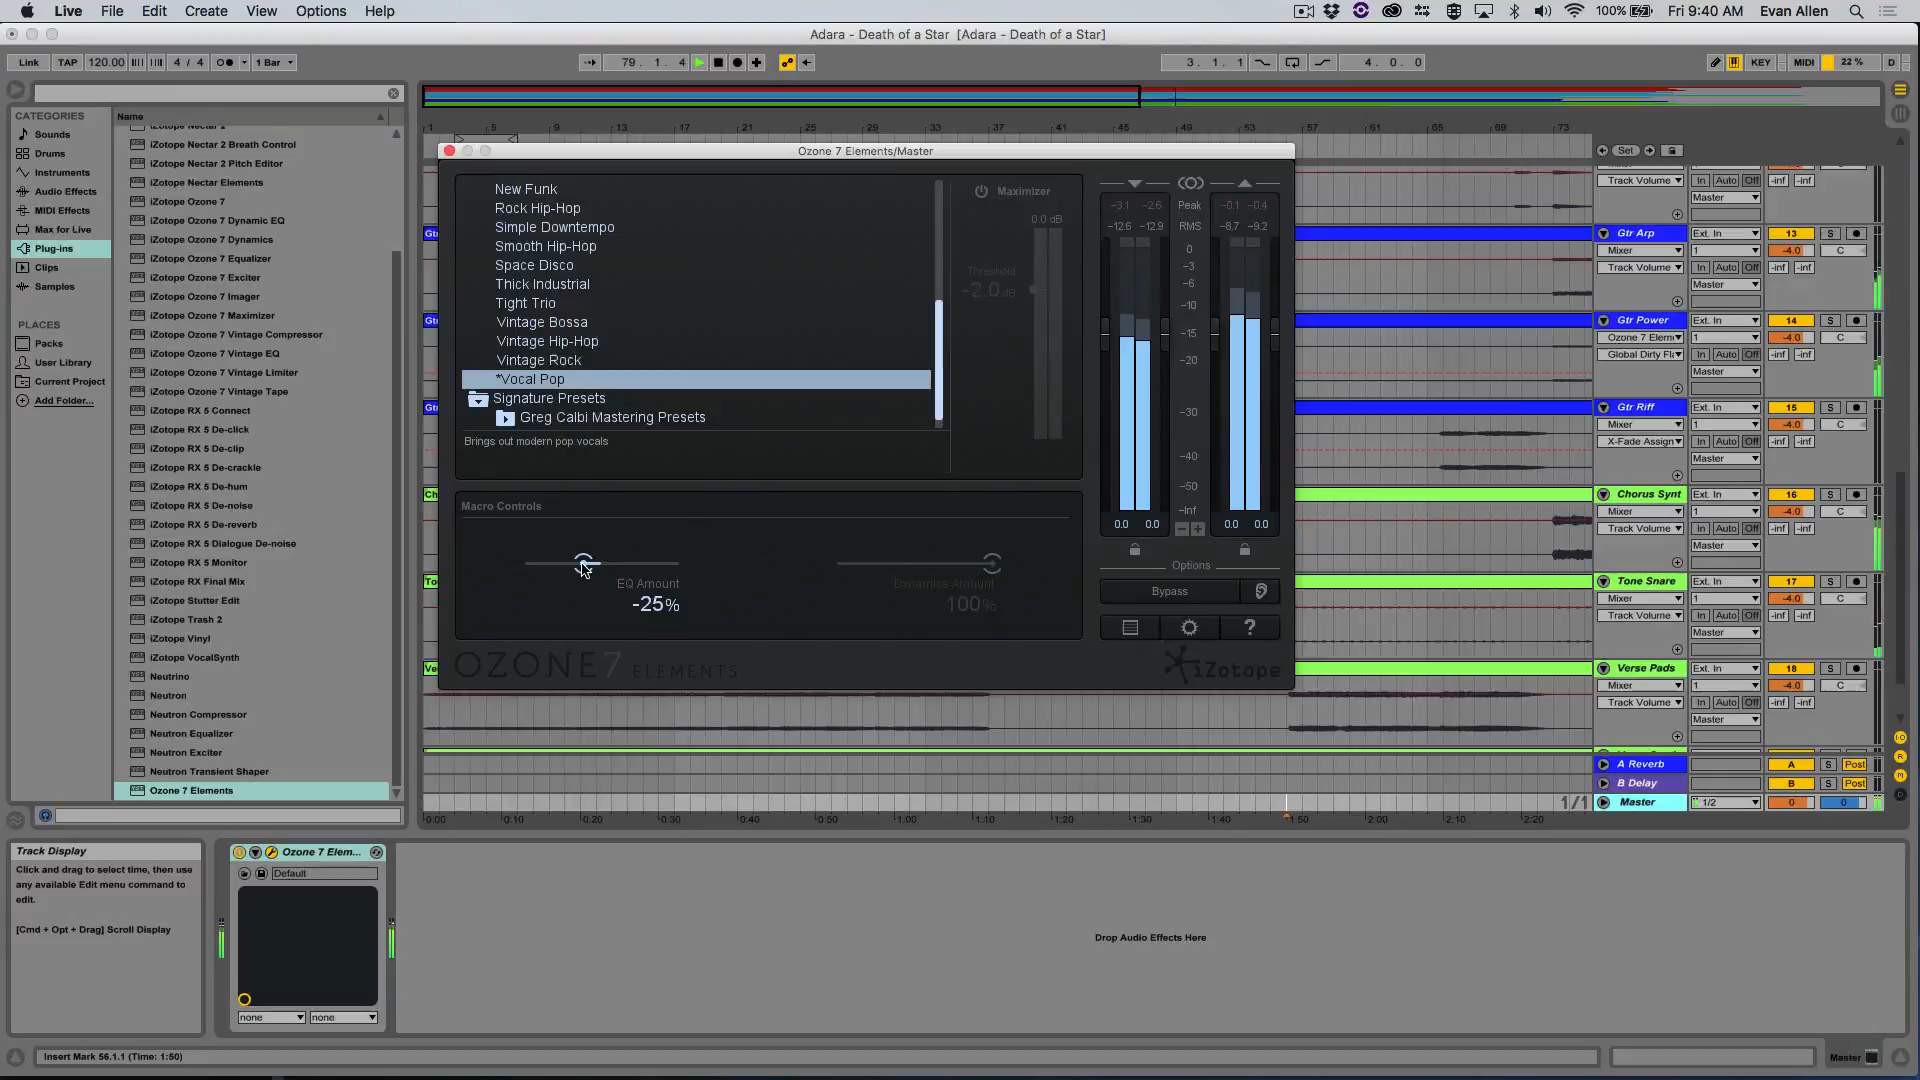 Live File Edit Create View Options Help 100% Fri 9:40 AM Evan Allen
Adara - Death of a Star [Adara - Death of a Star]
Link TAP 120.00 4 / 4 1 Bar 79. 1. 4 3. 1. 1 4. 0. 0 KEY MIDI 22 % D
CATEGORIES
Sounds
Drums
Instruments
Audio Effects
MIDI Effects
Max for Live
Plug-ins
Clips
Samples
PLACES
Packs
User Library
Current Project
Add Folder...
Name
iZotope Nectar 2
iZotope Nectar 2 Breath Control
iZotope Nectar 2 Pitch Editor
iZotope Nectar Elements
iZotope Ozone 7
iZotope Ozone 7 Dynamic EQ
iZotope Ozone 7 Dynamics
iZotope Ozone 7 Equalizer
iZotope Ozone 7 Exciter
iZotope Ozone 7 Imager
iZotope Ozone 7 Maximizer
iZotope Ozone 7 Vintage Compressor
iZotope Ozone 7 Vintage EQ
iZotope Ozone 7 Vintage Limiter
iZotope Ozone 7 Vintage Tape
iZotope RX 5 Connect
iZotope RX 5 De-click
iZotope RX 5 De-clip
iZotope RX 5 De-crackle
iZotope RX 5 De-hum
iZotope RX 5 De-noise
iZotope RX 5 De-reverb
iZotope RX 5 Dialogue De-noise
iZotope RX 5 Monitor
iZotope RX Final Mix
iZotope Stutter Edit
iZotope Trash 2
iZotope Vinyl
iZotope VocalSynth
Neutrino
Neutron
Neutron Compressor
Neutron Equalizer
Neutron Exciter
Neutron Transient Shaper
Ozone 7 Elements
1 5 9 13 17 21 25 29 33 37 41 45 49 53 57 61 65 69 73
Set
Ozone 7 Elements/Master
New Funk
Rock Hip-Hop
Simple Downtempo
Smooth Hip-Hop
Space Disco
Thick Industrial
Tight Trio
Vintage Bossa
Vintage Hip-Hop
Vintage Rock
*Vocal Pop
Signature Presets
Greg Calbi Mastering Presets
Brings out modern pop vocals
Maximizer
0.0 dB
Threshold
-2.0 dB
-3.1 -2.6 Peak -0.1 -0.4
-12.6 -12.9 RMS -8.7 -9.2
0
-3
-6
-10
-15
-20
-30
-40
-50
-Inf
0.0 0.0 0.0 0.0
Macro Controls
EQ Amount
-25%
Dynamics Amount
100%
Options
Bypass
?
OZONE 7 ELEMENTS
iZotope
Track Volume In Auto Off -inf -inf
Master
Gtr Arp Ext. In 13 S
Mixer 1 -4.0 C
Track Volume In Auto Off -inf -inf
Master
Gtr Power Ext. In 14 S
Ozone 7 Eleme 1 -4.0 C
Global Dirty Fla In Auto Off -inf -inf
Master
Gtr Riff Ext. In 15 S
Mixer 1 -4.0 C
X-Fade Assign In Auto Off -inf -inf
Master
Chorus Synt Ext. In 16 S
Mixer 1 -4.0 C
Track Volume In Auto Off -inf -inf
Master
Tone Snare Ext. In 17 S
Mixer 1 -4.0 C
Track Volume In Auto Off -inf -inf
Master
Verse Pads Ext. In 18 S
Mixer 1 -4.0 C
Track Volume In Auto Off -inf -inf
Master
A Reverb A S Post
B Delay B S Post
1/1 Master 1/2 0 0
0:00 0:10 0:20 0:30 0:40 0:50 1:00 1:10 1:20 1:30 1:40 1:50 2:00 2:10 2:20
Track Display
Click and drag to select time, then use
any available Edit menu command to
edit.
[Cmd + Opt + Drag] Scroll Display
Ozone 7 Elem...
Default
none none
Drop Audio Effects Here
Insert Mark 56.1.1 (Time: 1:50)
Master